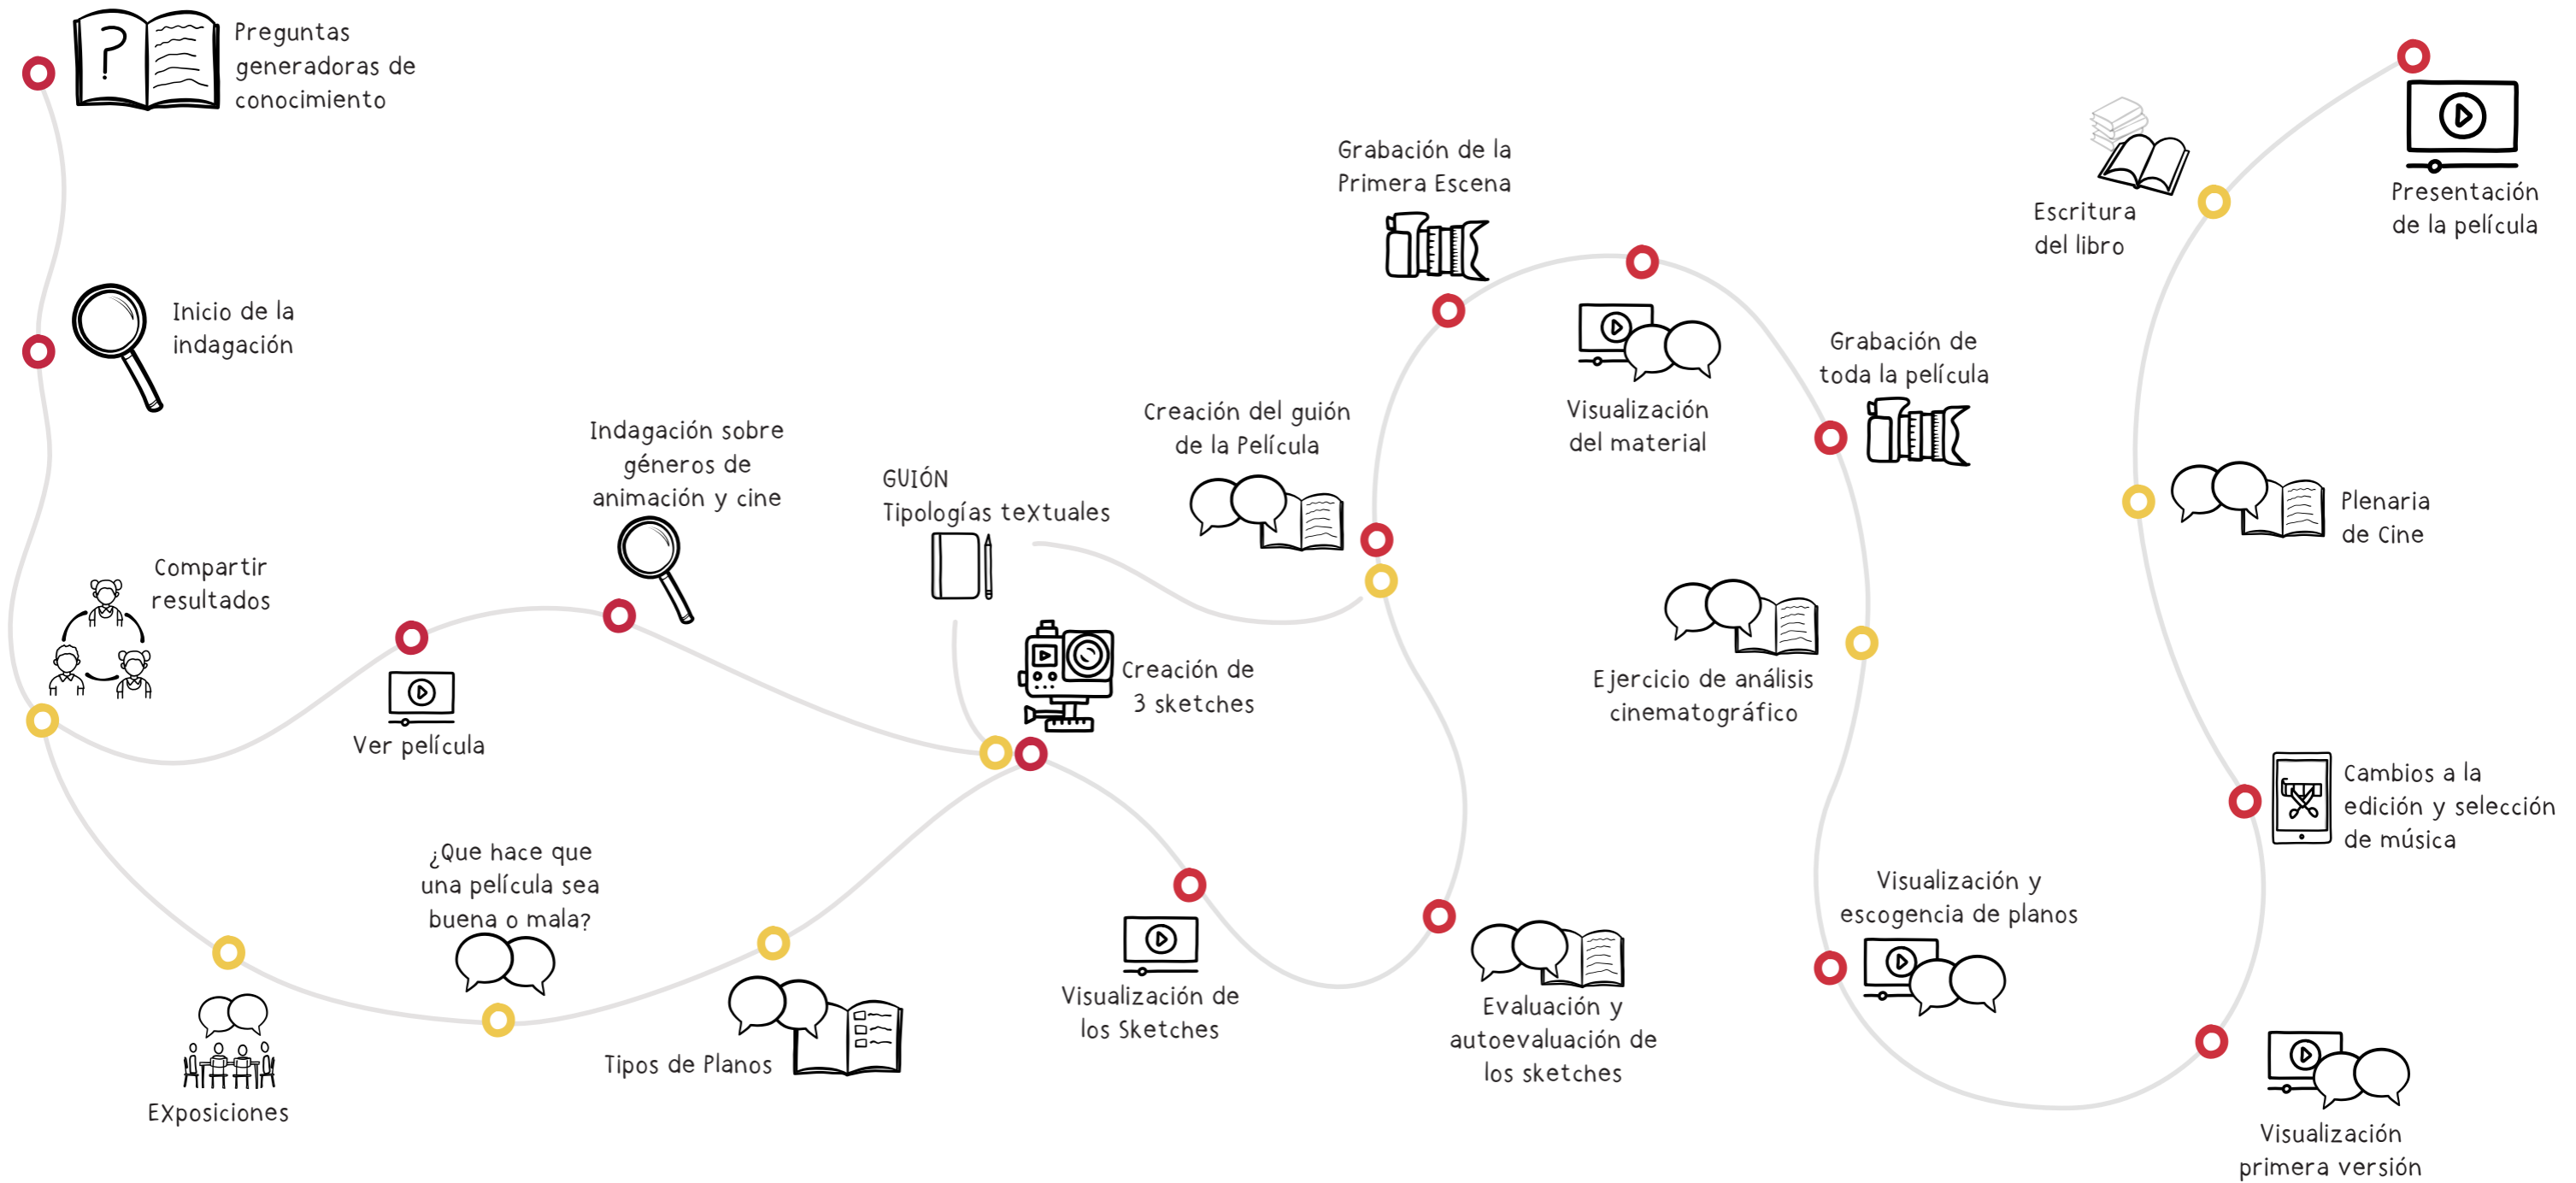 Preguntas
generadoras de
conocimiento
Inicio de la
indagación
Compartir
resultados
Ver película
Indagación sobre
géneros de
animación y cine
Exposiciones
¿Que hace que
una película sea
buena o mala?
Tipos de Planos
GUIÓN
Tipologías textuales
Creación de
3 sketches
Visualización de
los Sketches
Evaluación y
autoevaluación de
los sketches
Creación del guión
de la Película
Grabación de la
Primera Escena
Visualización
del material
Grabación de
toda la película
Ejercicio de análisis
cinematográfico
Visualización y
escogencia de planos
Visualización
primera versión
Cambios a la
edición y selección
de música
Plenaria
de Cine
Escritura
del libro
Presentación
de la película